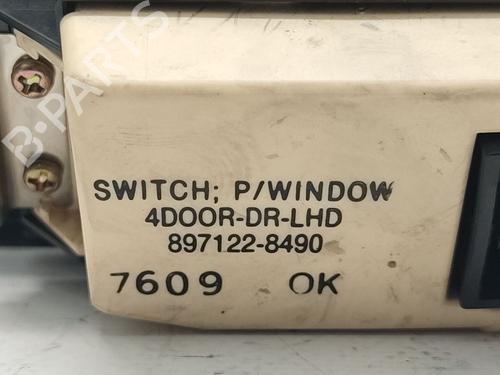 B-PARTS
SWITCH; P/WINDOW
4DOOR-DR-LHD
897122-8490
7609 OK